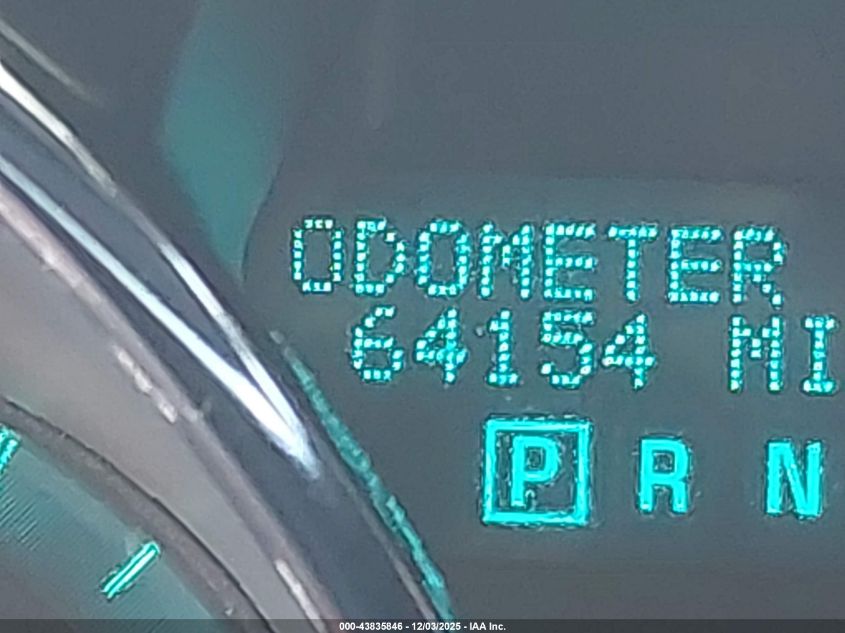 ODOMETER
64154 MI
P R N
000-43835846 - 12/03/2025 - IAA Inc.